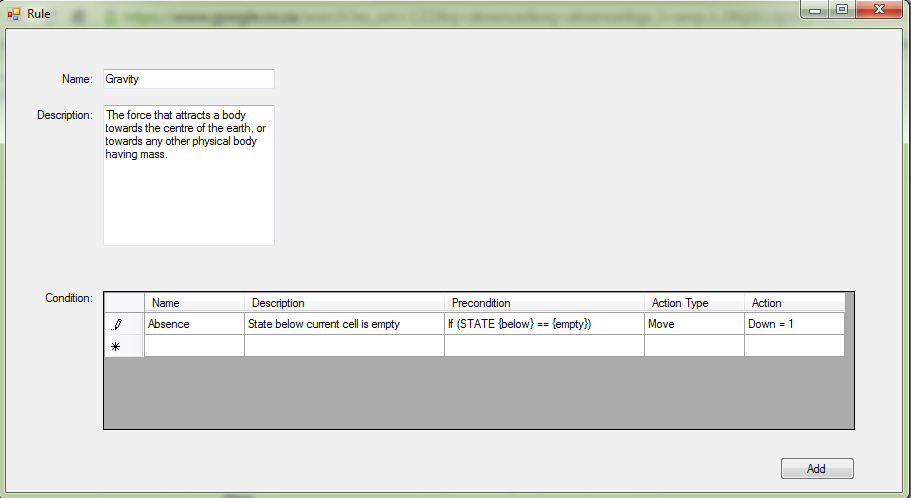 Rule
Name: Gravity
Description: The force that attracts a body
towards the centre of the earth, or
towards any other physical body
having mass.
Condition:
Name Description Precondition Action Type Action
Absence State below current cell is empty If (STATE {below} == {empty}) Move Down = 1
Add